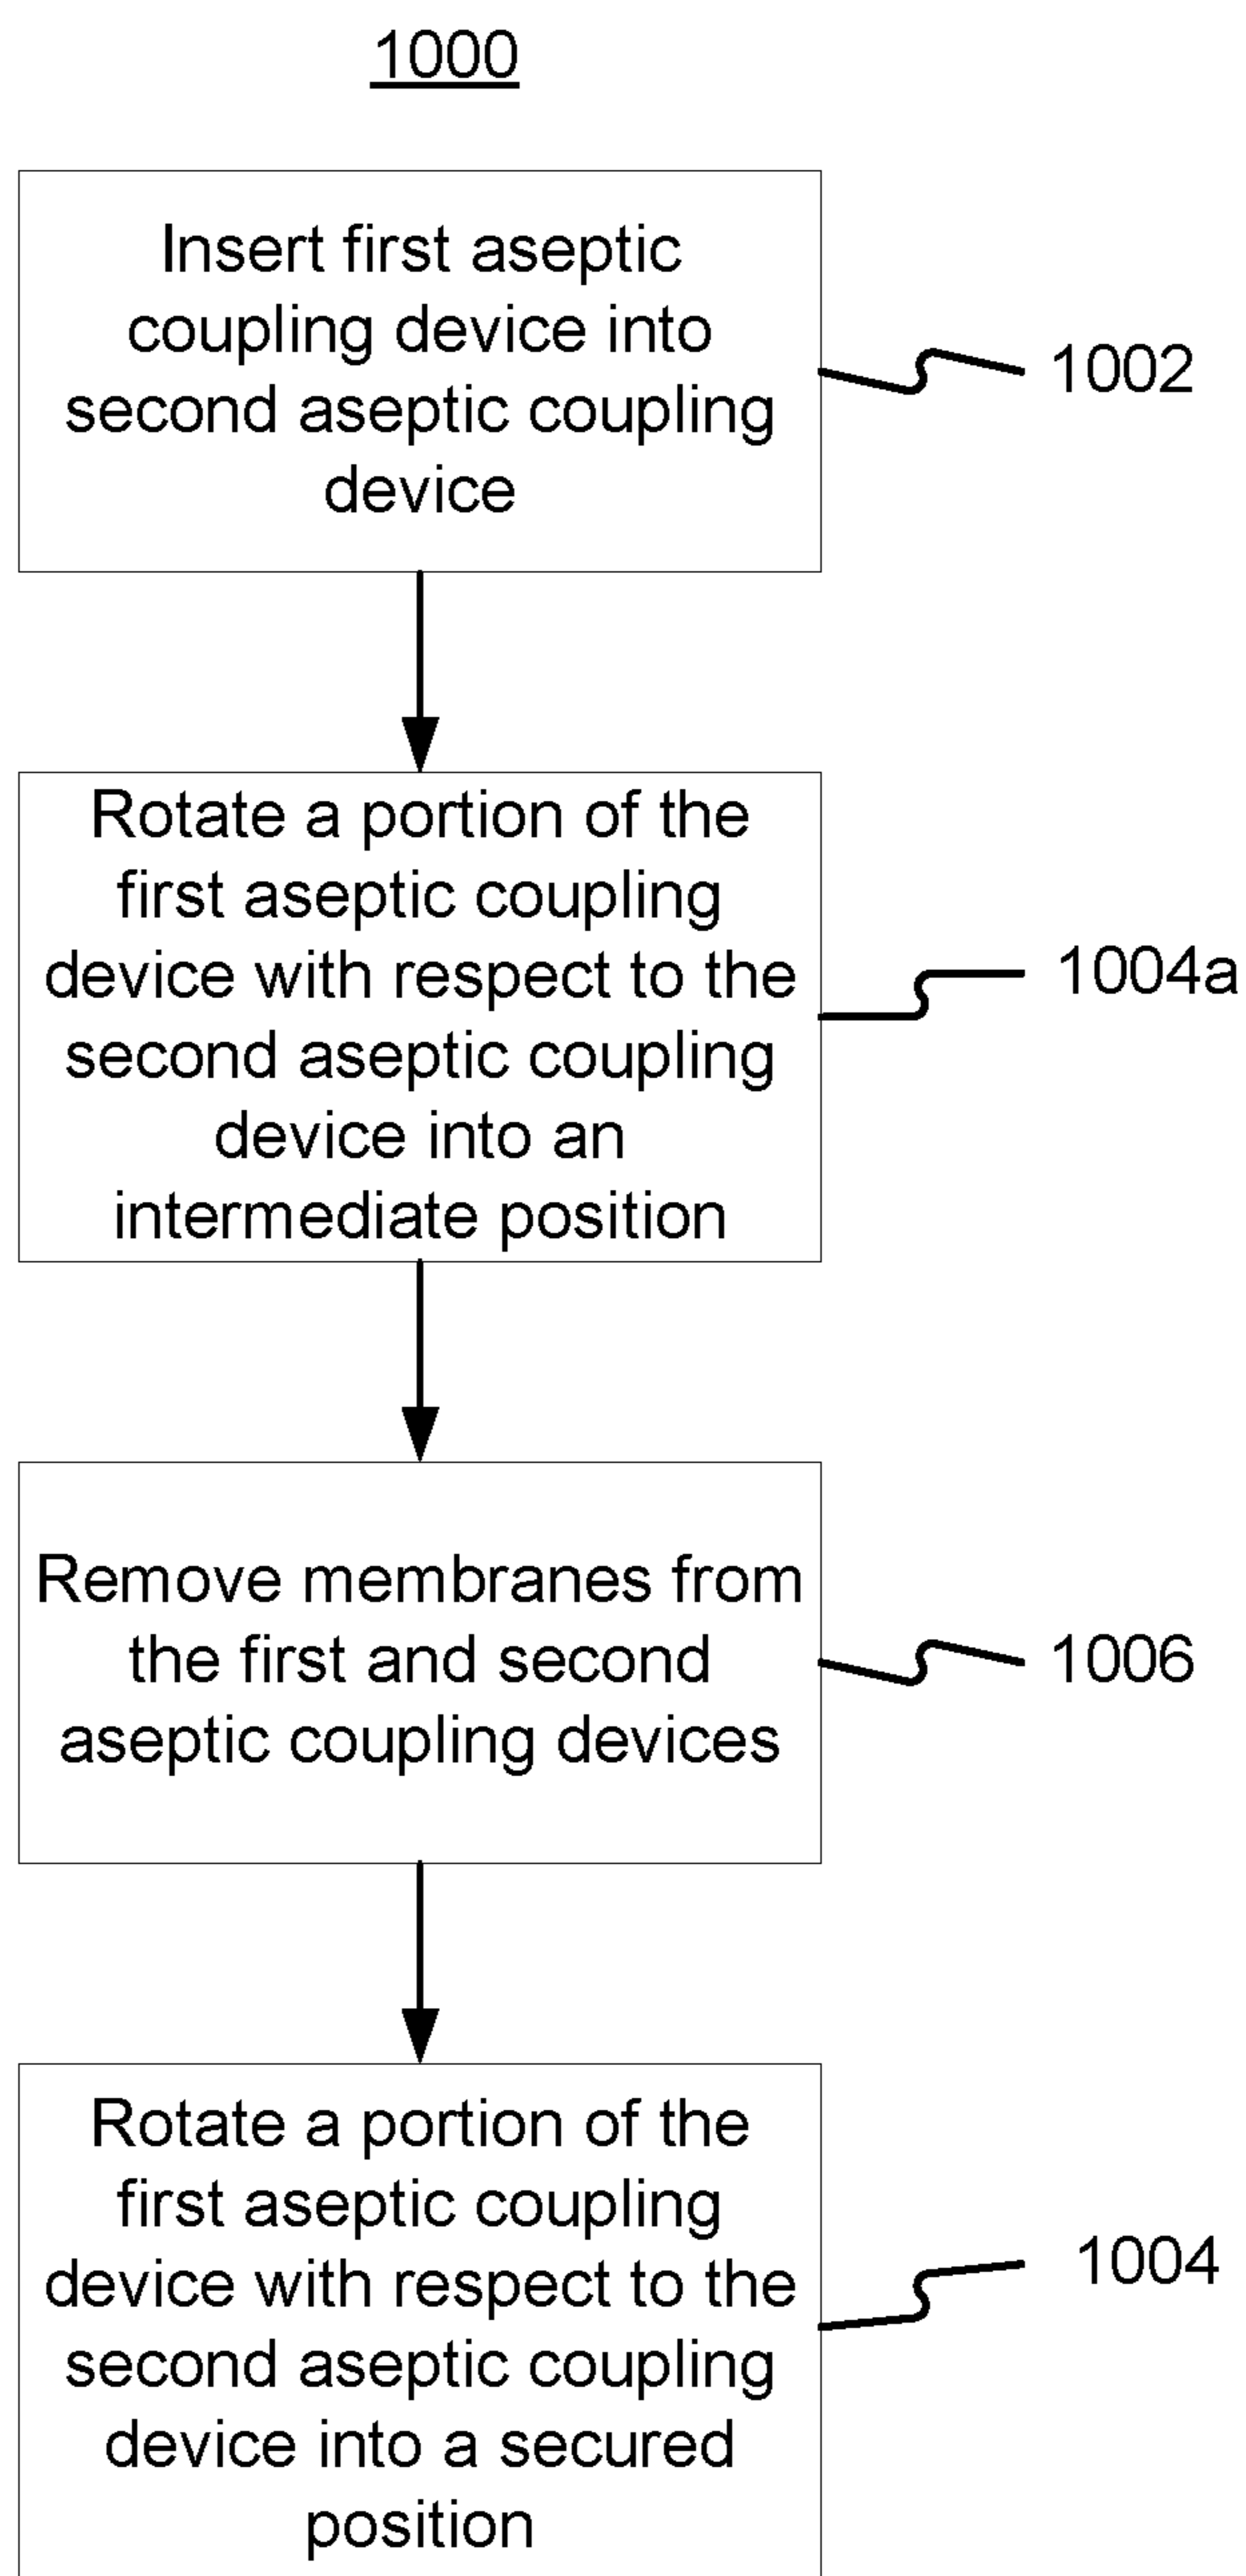 1000
Insert first aseptic
coupling device into
second aseptic coupling
device
1002
Rotate a portion of the
first aseptic coupling
device with respect to the
second aseptic coupling
device into an
intermediate position
1004a
Remove membranes from
the first and second
aseptic coupling devices
1006
Rotate a portion of the
first aseptic coupling
device with respect to the
second aseptic coupling
device into a secured
position
1004